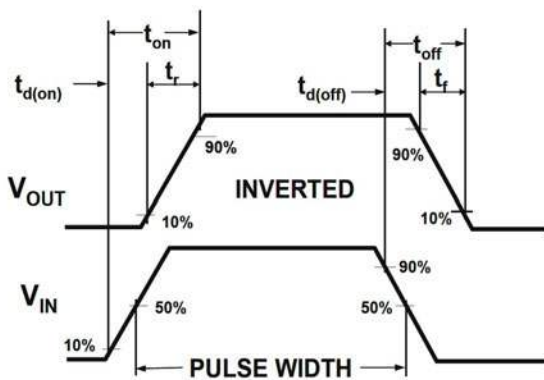 t_on
t_off
t_d(on)
t_r
t_d(off)
t_f
90%
90%
V_OUT
INVERTED
10%
10%
90%
V_IN
50%
50%
10%
PULSE WIDTH